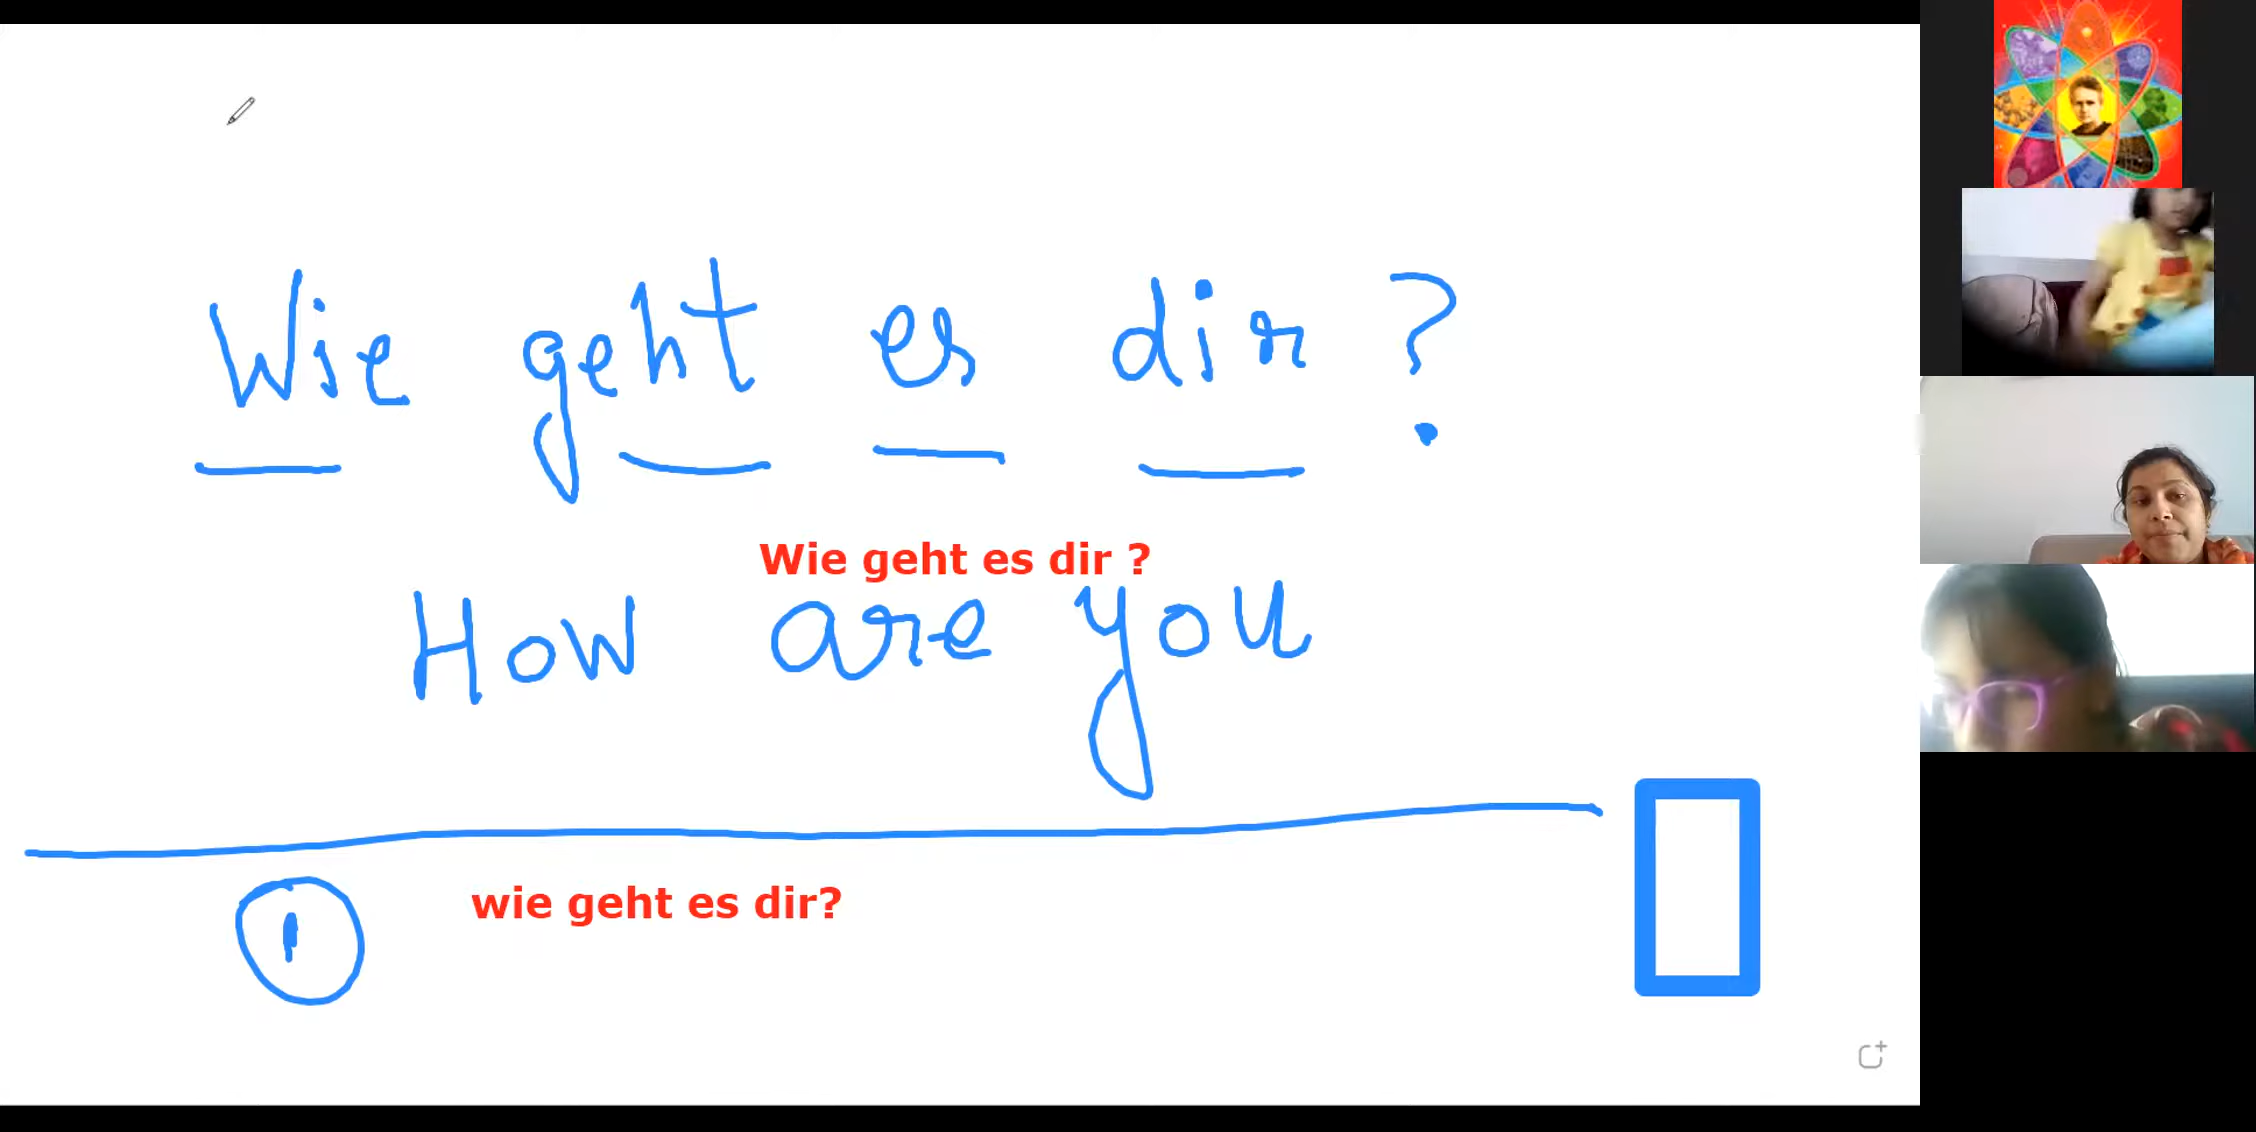 Wie geht es dir ?
Wie geht es dir ?
How are you
1
wie geht es dir?